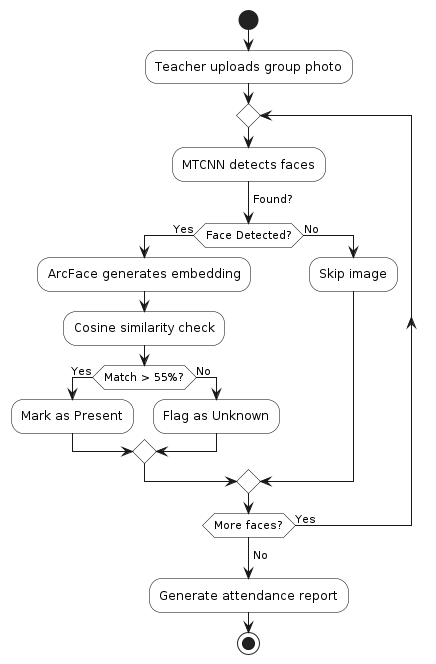 Teacher uploads group photo
MTCNN detects faces
Found?
Yes
Face Detected?
No
ArcFace generates embedding
Skip image
Cosine similarity check
Yes
Match > 55%?
No
Mark as Present
Flag as Unknown
More faces?
Yes
No
Generate attendance report